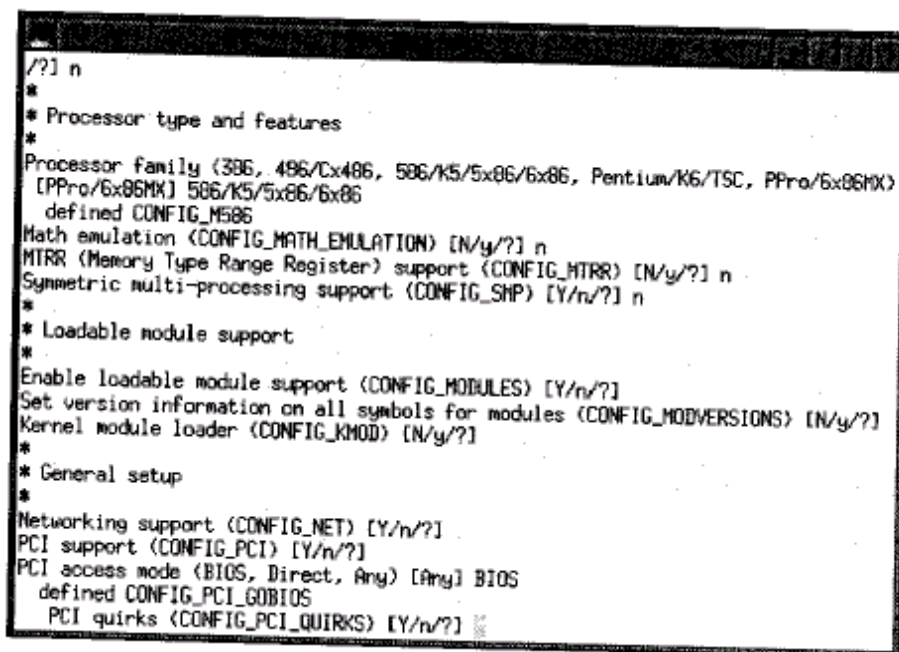 /?] n
*
* Processor type and features
*
Processor family (386, 486/Cx486, 586/K5/5x86/6x86, Pentium/K6/TSC, PPro/6x86MX)
[PPro/6x86MX] 586/K5/5x86/6x86
defined CONFIG_M586
Math emulation (CONFIG_MATH_EMULATION) [N/y/?] n
MTRR (Memory Type Range Register) support (CONFIG_MTRR) [N/y/?] n
Symmetric multi-processing support (CONFIG_SMP) [Y/n/?] n
*
* Loadable module support
*
Enable loadable module support (CONFIG_MODULES) [Y/n/?]
Set version information on all symbols for modules (CONFIG_MODVERSIONS) [N/y/?]
Kernel module loader (CONFIG_KMOD) [N/y/?]
*
* General setup
*
Networking support (CONFIG_NET) [Y/n/?]
PCI support (CONFIG_PCI) [Y/n/?]
PCI access mode (BIOS, Direct, Any) [Any] BIOS
defined CONFIG_PCI_GOBIOS
PCI quirks (CONFIG_PCI_QUIRKS) [Y/n/?]